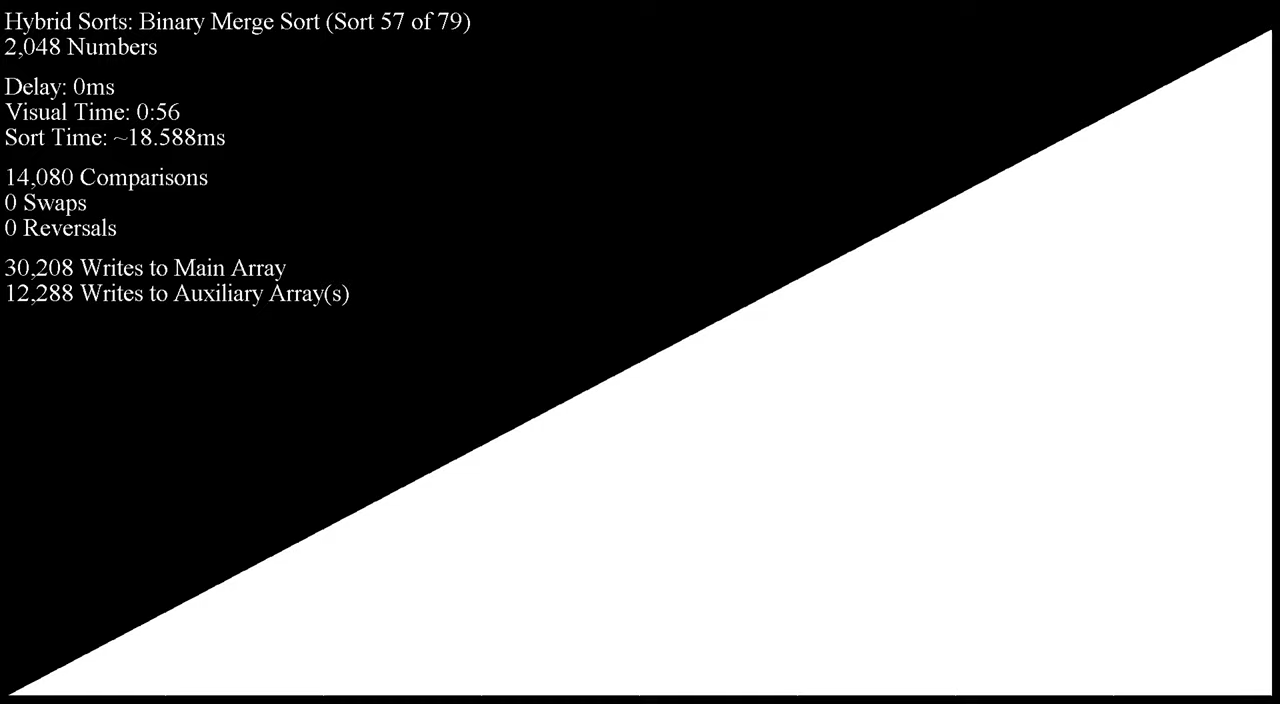 Hybrid Sorts: Binary Merge Sort (Sort 57 of 79)
2,048 Numbers
Delay: 0ms
Visual Time: 0:56
Sort Time: ~18.588ms
14,080 Comparisons
0 Swaps
0 Reversals
30,208 Writes to Main Array
12,288 Writes to Auxiliary Array(s)